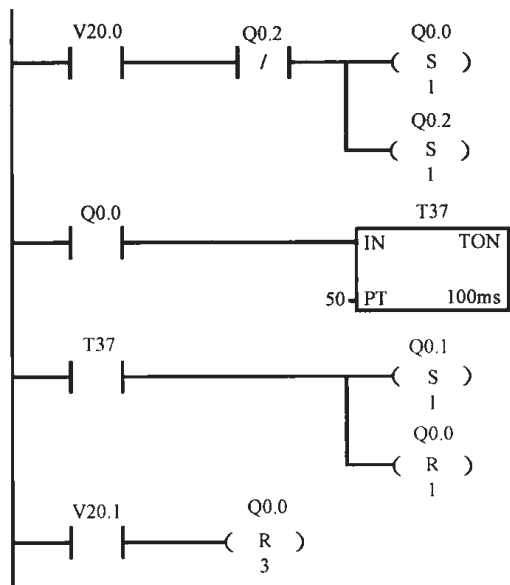 V20.0 Q0.2 Q0.0
/ S
1
Q0.2
S
1
Q0.0 T37
IN TON
50 PT 100ms
T37 Q0.1
S
1
Q0.0
R
1
V20.1 Q0.0
R
3